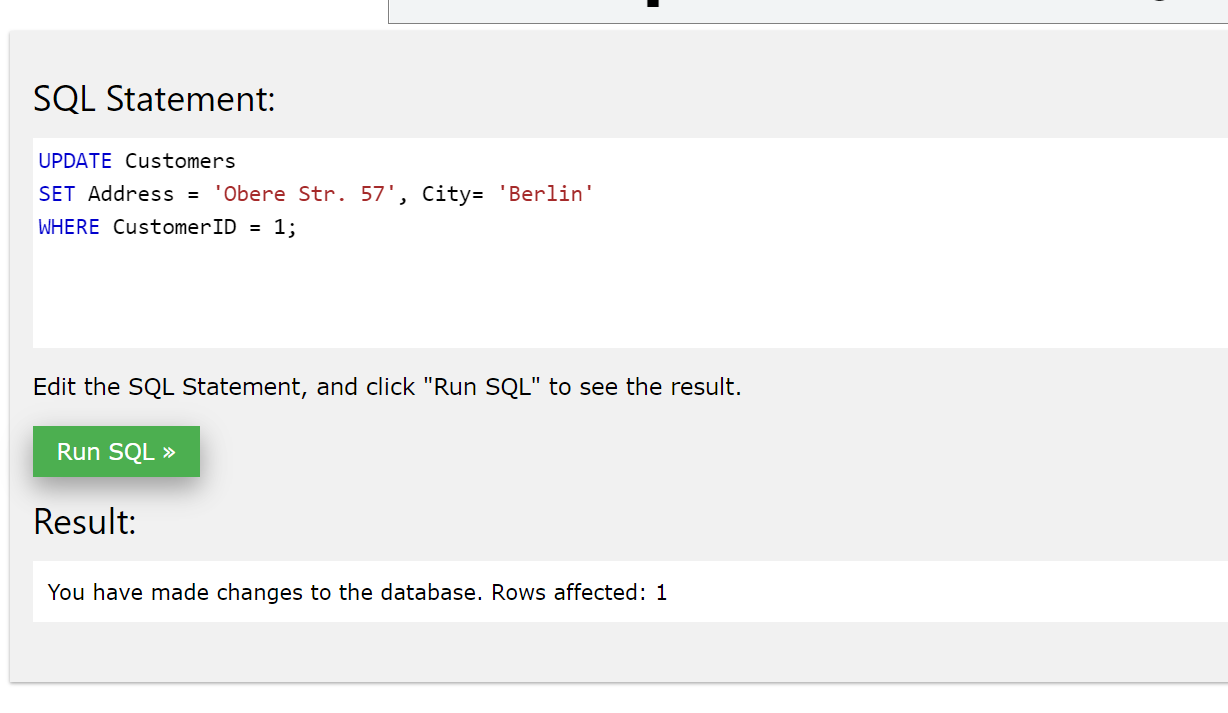 SQL Statement:
UPDATE Customers
SET Address = 'Obere Str. 57', City= 'Berlin'
WHERE CustomerID = 1;
Edit the SQL Statement, and click "Run SQL" to see the result.
Run SQL »
Result:
You have made changes to the database. Rows affected: 1